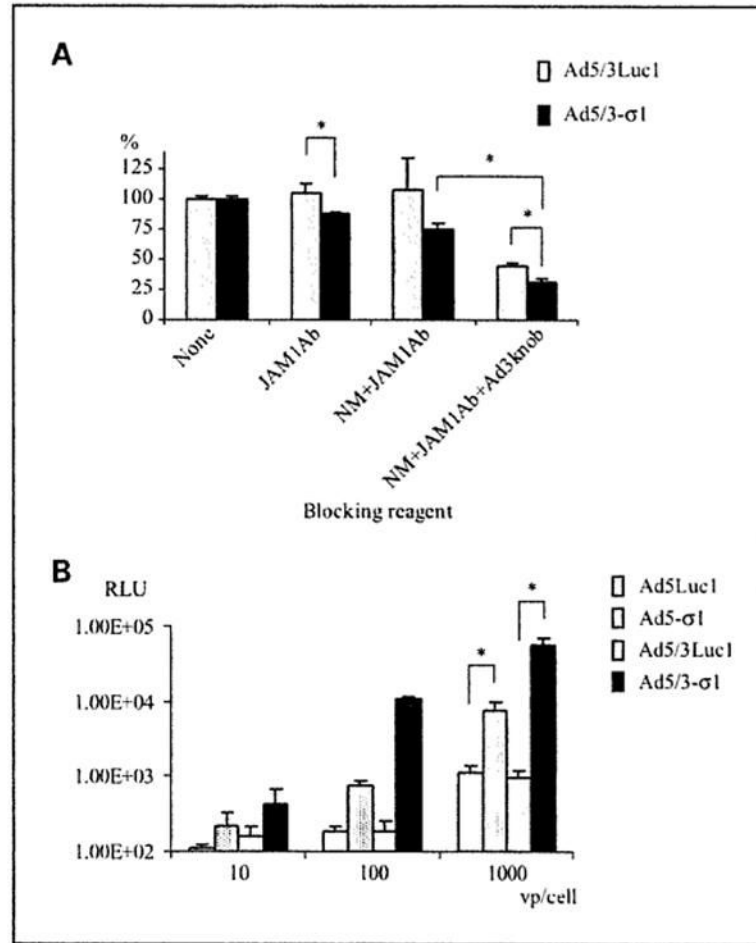 A
Ad5/3Luc1
Ad5/3-σ1
%
*
*
*
125
100
75
50
25
0
None
JAM1Ab
NM+JAM1Ab
NM+JAM1Ab+Ad3knob
Blocking reagent
B
RLU
Ad5Luc1
Ad5-σ1
Ad5/3Luc1
Ad5/3-σ1
*
*
1.00E+05
1.00E+04
1.00E+03
1.00E+02
10
100
1000
vp/cell